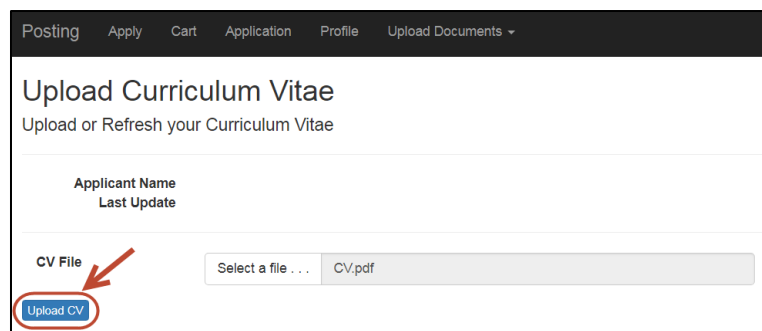 Posting Apply Cart Application Profile Upload Documents
Upload Curriculum Vitae
Upload or Refresh your Curriculum Vitae
Applicant Name
Last Update
CV File Select a file . . . CV.pdf
Upload CV